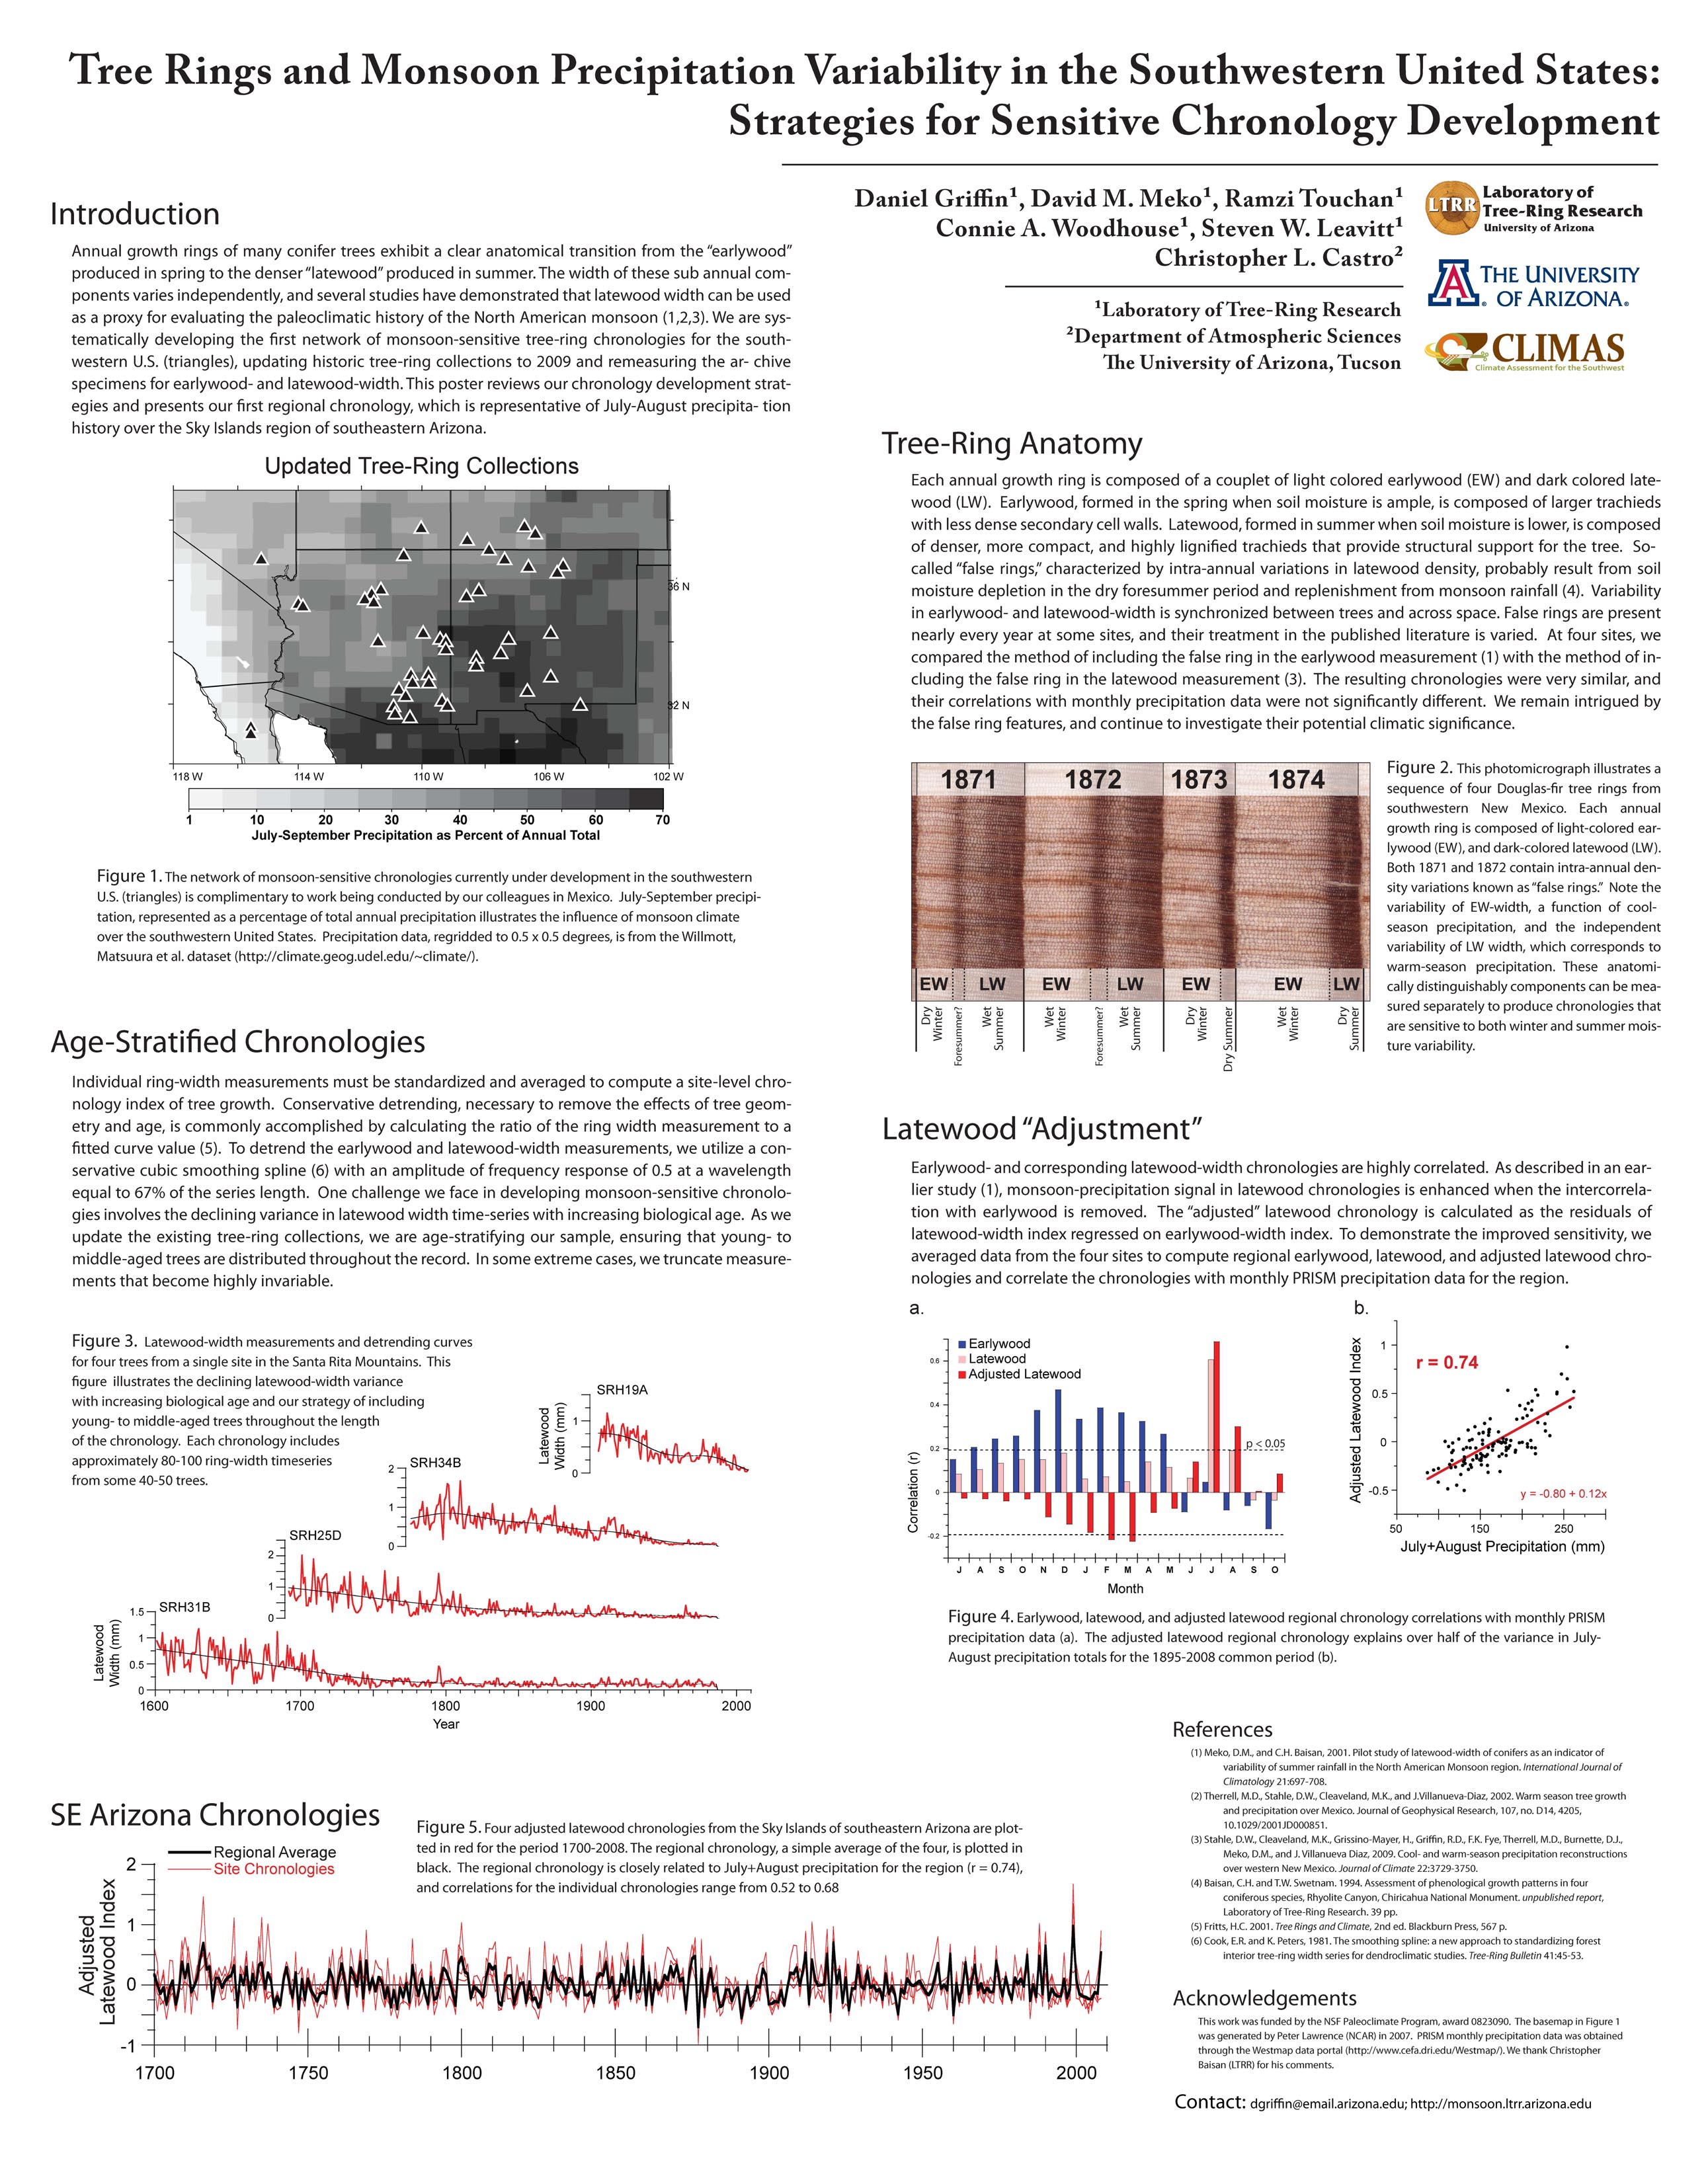 Tree Rings and Monsoon Precipitation Variability in the Southwestern United States:
Strategies for Sensitive Chronology Development
Daniel Griffin¹, David M. Meko¹, Ramzi Touchan¹
Connie A. Woodhouse¹, Steven W. Leavitt¹
Christopher L. Castro²
¹Laboratory of Tree-Ring Research
²Department of Atmospheric Sciences
The University of Arizona, Tucson
LTRR
Laboratory of
Tree-Ring Research
University of Arizona
A
THE UNIVERSITY
OF ARIZONA®
CLIMAS
Climate Assessment for the Southwest
Introduction
Annual growth rings of many conifer trees exhibit a clear anatomical transition from the “earlywood”
produced in spring to the denser “latewood” produced in summer. The width of these sub annual com-
ponents varies independently, and several studies have demonstrated that latewood width can be used
as a proxy for evaluating the paleoclimatic history of the North American monsoon (1,2,3). We are sys-
tematically developing the first network of monsoon-sensitive tree-ring chronologies for the south-
western U.S. (triangles), updating historic tree-ring collections to 2009 and remeasuring the ar- chive
specimens for earlywood- and latewood-width. This poster reviews our chronology development strat-
egies and presents our first regional chronology, which is representative of July-August precipita- tion
history over the Sky Islands region of southeastern Arizona.
Updated Tree-Ring Collections
36 N
32 N
118 W 114 W 110 W 106 W 102 W
1 10 20 30 40 50 60 70
July-September Precipitation as Percent of Annual Total
Figure 1. The network of monsoon-sensitive chronologies currently under development in the southwestern
U.S. (triangles) is complimentary to work being conducted by our colleagues in Mexico. July-September precipi-
tation, represented as a percentage of total annual precipitation illustrates the influence of monsoon climate
over the southwestern United States. Precipitation data, regridded to 0.5 x 0.5 degrees, is from the Willmott,
Matsuura et al. dataset (http://climate.geog.udel.edu/~climate/).
Age-Stratified Chronologies
Individual ring-width measurements must be standardized and averaged to compute a site-level chro-
nology index of tree growth. Conservative detrending, necessary to remove the effects of tree geom-
etry and age, is commonly accomplished by calculating the ratio of the ring width measurement to a
fitted curve value (5). To detrend the earlywood and latewood-width measurements, we utilize a con-
servative cubic smoothing spline (6) with an amplitude of frequency response of 0.5 at a wavelength
equal to 67% of the series length. One challenge we face in developing monsoon-sensitive chronolo-
gies involves the declining variance in latewood width time-series with increasing biological age. As we
update the existing tree-ring collections, we are age-stratifying our sample, ensuring that young- to
middle-aged trees are distributed throughout the record. In some extreme cases, we truncate measure-
ments that become highly invariable.
Figure 3. Latewood-width measurements and detrending curves
for four trees from a single site in the Santa Rita Mountains. This
figure illustrates the declining latewood-width variance
with increasing biological age and our strategy of including
young- to middle-aged trees throughout the length
of the chronology. Each chronology includes
approximately 80-100 ring-width timeseries
from some 40-50 trees.
SRH19A
Latewood
Width (mm)
1
0
SRH34B
2
1
0
SRH25D
2
1
0
SRH31B
Latewood
Width (mm)
1.5
1
0.5
0
1600 1700 1800 1900 2000
Year
SE Arizona Chronologies
Figure 5. Four adjusted latewood chronologies from the Sky Islands of southeastern Arizona are plot-
ted in red for the period 1700-2008. The regional chronology, a simple average of the four, is plotted in
black. The regional chronology is closely related to July+August precipitation for the region (r = 0.74),
and correlations for the individual chronologies range from 0.52 to 0.68
Regional Average
Site Chronologies
Adjusted
Latewood Index
2
1
0
-1
1700 1750 1800 1850 1900 1950 2000
Tree-Ring Anatomy
Each annual growth ring is composed of a couplet of light colored earlywood (EW) and dark colored late-
wood (LW). Earlywood, formed in the spring when soil moisture is ample, is composed of larger trachieds
with less dense secondary cell walls. Latewood, formed in summer when soil moisture is lower, is composed
of denser, more compact, and highly lignified trachieds that provide structural support for the tree. So-
called “false rings,” characterized by intra-annual variations in latewood density, probably result from soil
moisture depletion in the dry foresummer period and replenishment from monsoon rainfall (4). Variability
in earlywood- and latewood-width is synchronized between trees and across space. False rings are present
nearly every year at some sites, and their treatment in the published literature is varied. At four sites, we
compared the method of including the false ring in the earlywood measurement (1) with the method of in-
cluding the false ring in the latewood measurement (3). The resulting chronologies were very similar, and
their correlations with monthly precipitation data were not significantly different. We remain intrigued by
the false ring features, and continue to investigate their potential climatic significance.
1871 1872 1873 1874
EW LW EW LW EW EW LW
Dry Winter
Foresummer?
Wet Summer
Wet Winter
Foresummer?
Wet Summer
Dry Winter
Dry Summer
Wet Winter
Dry Summer
Figure 2. This photomicrograph illustrates a
sequence of four Douglas-fir tree rings from
southwestern New Mexico. Each annual
growth ring is composed of light-colored ear-
lywood (EW), and dark-colored latewood (LW).
Both 1871 and 1872 contain intra-annual den-
sity variations known as “false rings.” Note the
variability of EW-width, a function of cool-
season precipitation, and the independent
variability of LW width, which corresponds to
warm-season precipitation. These anatomi-
cally distinguishably components can be mea-
sured separately to produce chronologies that
are sensitive to both winter and summer mois-
ture variability.
Latewood “Adjustment”
Earlywood- and corresponding latewood-width chronologies are highly correlated. As described in an ear-
lier study (1), monsoon-precipitation signal in latewood chronologies is enhanced when the intercorrela-
tion with earlywood is removed. The “adjusted” latewood chronology is calculated as the residuals of
latewood-width index regressed on earlywood-width index. To demonstrate the improved sensitivity, we
averaged data from the four sites to compute regional earlywood, latewood, and adjusted latewood chro-
nologies and correlate the chronologies with monthly PRISM precipitation data for the region.
a.
Earlywood
Latewood
Adjusted Latewood
Correlation (r)
0.6
0.4
0.2
0
-0.2
p < 0.05
J A S O N D J F M A M J J A S O
Month
b.
Adjusted Latewood Index
1
0.5
0
-0.5
r = 0.74
y = -0.80 + 0.12x
50 150 250
July+August Precipitation (mm)
Figure 4. Earlywood, latewood, and adjusted latewood regional chronology correlations with monthly PRISM
precipitation data (a). The adjusted latewood regional chronology explains over half of the variance in July-
August precipitation totals for the 1895-2008 common period (b).
References
(1) Meko, D.M., and C.H. Baisan, 2001. Pilot study of latewood-width of conifers as an indicator of
variability of summer rainfall in the North American Monsoon region. International Journal of
Climatology 21:697-708.
(2) Therrell, M.D., Stahle, D.W., Cleaveland, M.K., and J.Villanueva-Diaz, 2002. Warm season tree growth
and precipitation over Mexico. Journal of Geophysical Research, 107, no. D14, 4205,
10.1029/2001JD000851.
(3) Stahle, D.W., Cleaveland, M.K., Grissino-Mayer, H., Griffin, R.D., F.K. Fye, Therrell, M.D., Burnette, D.J.,
Meko, D.M., and J. Villanueva Diaz, 2009. Cool- and warm-season precipitation reconstructions
over western New Mexico. Journal of Climate 22:3729-3750.
(4) Baisan, C.H. and T.W. Swetnam. 1994. Assessment of phenological growth patterns in four
coniferous species, Rhyolite Canyon, Chiricahua National Monument. unpublished report,
Laboratory of Tree-Ring Research. 39 pp.
(5) Fritts, H.C. 2001. Tree Rings and Climate, 2nd ed. Blackburn Press, 567 p.
(6) Cook, E.R. and K. Peters, 1981. The smoothing spline: a new approach to standardizing forest
interior tree-ring width series for dendroclimatic studies. Tree-Ring Bulletin 41:45-53.
Acknowledgements
This work was funded by the NSF Paleoclimate Program, award 0823090. The basemap in Figure 1
was generated by Peter Lawrence (NCAR) in 2007. PRISM monthly precipitation data was obtained
through the Westmap data portal (http://www.cefa.dri.edu/Westmap/). We thank Christopher
Baisan (LTRR) for his comments.
Contact: dgriffin@email.arizona.edu; http://monsoon.ltrr.arizona.edu